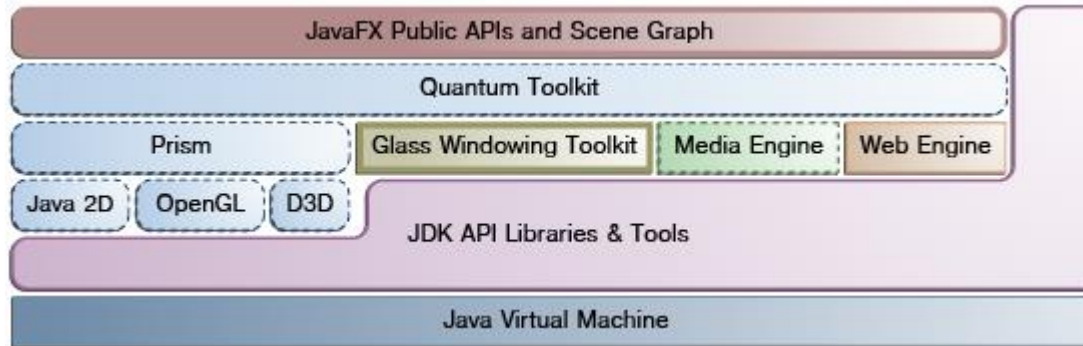 JavaFX Public APIs and Scene Graph
Quantum Toolkit
Prism
Glass Windowing Toolkit
Media Engine
Web Engine
Java 2D
OpenGL
D3D
JDK API Libraries & Tools
Java Virtual Machine